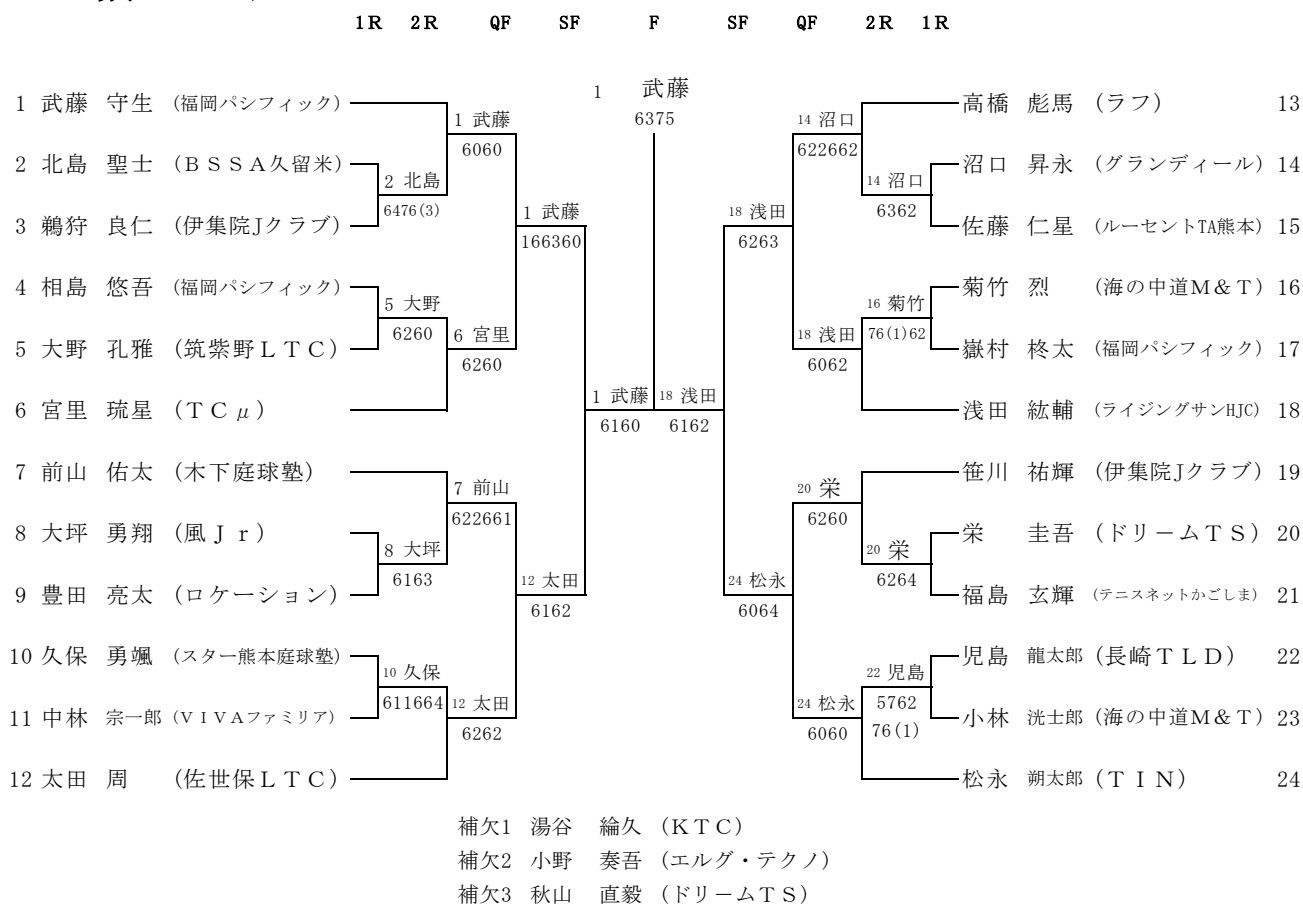 1R 2R QF SF F SF QF 2R 1R
1 武藤
6375
1 武藤 守生 (福岡パシフィック)
2 北島 聖士 (BSSA久留米)
3 鵜狩 良仁 (伊集院Jクラブ)
4 相島 悠吾 (福岡パシフィック)
5 大野 孔雅 (筑紫野LTC)
6 宮里 琉星 (TCμ)
7 前山 佑太 (木下庭球塾)
8 大坪 勇翔 (風Jr)
9 豊田 亮太 (ロケーション)
10 久保 勇颯 (スター熊本庭球塾)
11 中林 宗一郎 (VIVAファミリア)
12 太田 周 (佐世保LTC)
2 北島
6476(3)
5 大野
6260
8 大坪
6163
10 久保
611664
1 武藤
6060
6 宮里
6260
7 前山
622661
12 太田
6262
1 武藤
166360
12 太田
6162
1 武藤
6160
18 浅田
6162
18 浅田
6263
24 松永
6064
14 沼口
622662
18 浅田
6062
20 栄
6260
24 松永
6060
14 沼口
6362
16 菊竹
76(1)62
20 栄
6264
22 児島
5762
76(1)
高橋 彪馬 (ラフ) 13
沼口 昇永 (グランディール) 14
佐藤 仁星 (ルーセントTA熊本) 15
菊竹 烈 (海の中道M&T) 16
嶽村 柊太 (福岡パシフィック) 17
浅田 紘輔 (ライジングサンHJC) 18
笹川 祐輝 (伊集院Jクラブ) 19
栄 圭吾 (ドリームTS) 20
福島 玄輝 (テニスネットかごしま) 21
児島 龍太郎 (長崎TLD) 22
小林 洸士郎 (海の中道M&T) 23
松永 朔太郎 (TIN) 24
補欠1 湯谷 綸久 (KTC)
補欠2 小野 奏吾 (エルグ・テクノ)
補欠3 秋山 直毅 (ドリームTS)